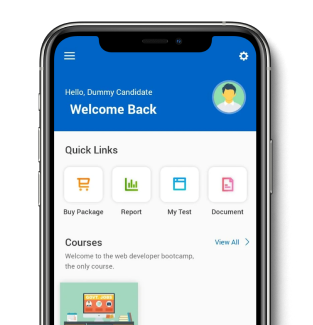 Hello, Dummy Candidate
Welcome Back
Quick Links
Buy Package
Report
My Test
Document
Courses
View All
Welcome to the web developer bootcamp,
the only course.